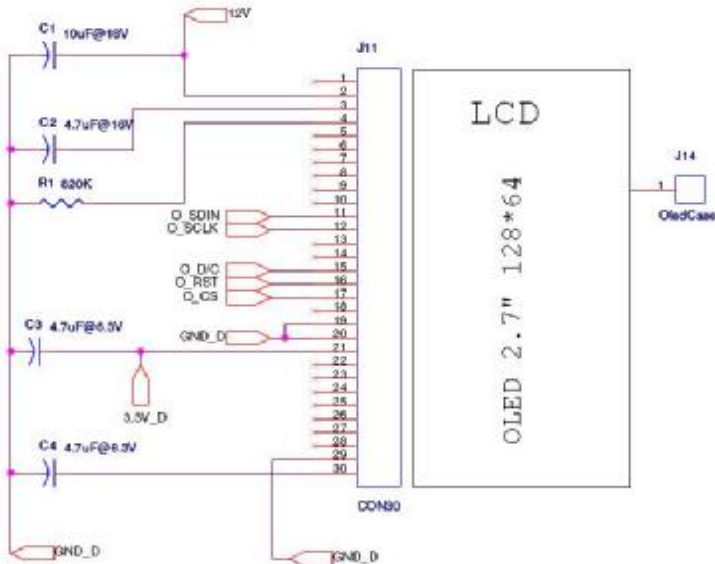 12V
C1
10uF@16V
J11
1
2
3
4
5
6
7
8
9
10
11
12
13
14
15
16
17
18
19
20
21
22
23
24
25
26
27
28
29
30
CON30
C2 4.7uF@16V
R1 820K
O_SDIN
O_SCLK
O_D/C
O_RST
O_CS
GND_D
C3 4.7uF@6.3V
3.3V_D
C4 4.7uF@6.3V
GND_D
GND_D
LCD
OLED 2.7" 128*64
J14
1
OledCase